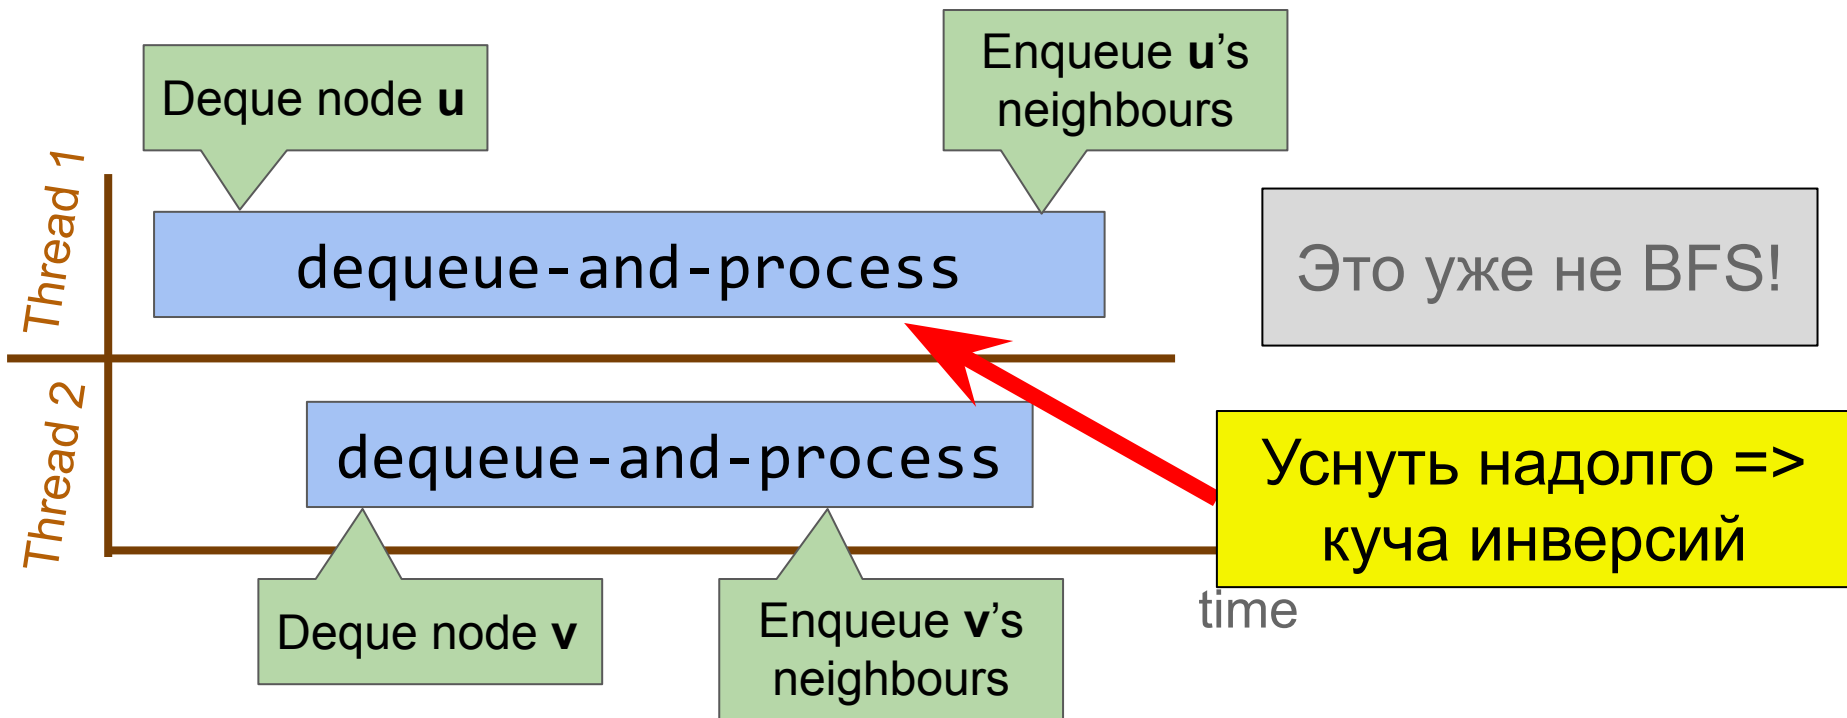 Deque node u
Enqueue u's
neighbours
Thread 1
dequeue-and-process
Это уже не BFS!
Thread 2
dequeue-and-process
Уснуть надолго =>
куча инверсий
time
Deque node v
Enqueue v's
neighbours